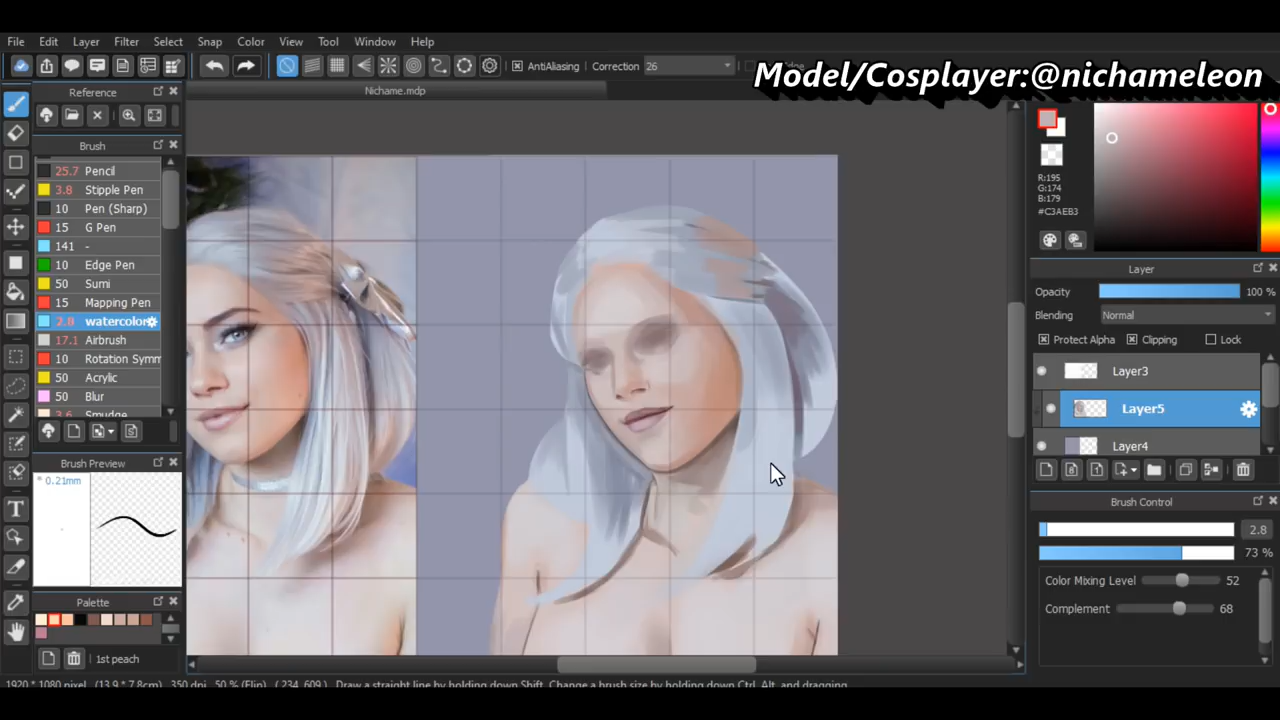 File Edit Layer Filter Select Snap Color View Tool Window Help
AntiAliasing Correction 26
Model/Cosplayer:@nichameleon
Reference
Nichame.mdp
Brush
25.7 Pencil
3.8 Stipple Pen
10 Pen (Sharp)
15 G Pen
141 -
10 Edge Pen
50 Sumi
15 Mapping Pen
2.8 watercolor
17.1 Airbrush
10 Rotation Symm
50 Acrylic
50 Blur
3.6 Smudge
Brush Preview
* 0.21mm
Palette
1st peach
R:195
G:174
B:179
#C3AEB3
Layer
Opacity 100 %
Blending Normal
Protect Alpha Clipping Lock
Layer3
Layer5
Layer4
Brush Control
2.8
73 %
Color Mixing Level 52
Complement 68
1920 * 1080 pixel (13.9 * 7.8cm) 350 dpi 50 % (Flip) ( 234, 609 ) Draw a straight line by holding down Shift, Change a brush size by holding down Ctrl, Alt, and dragging